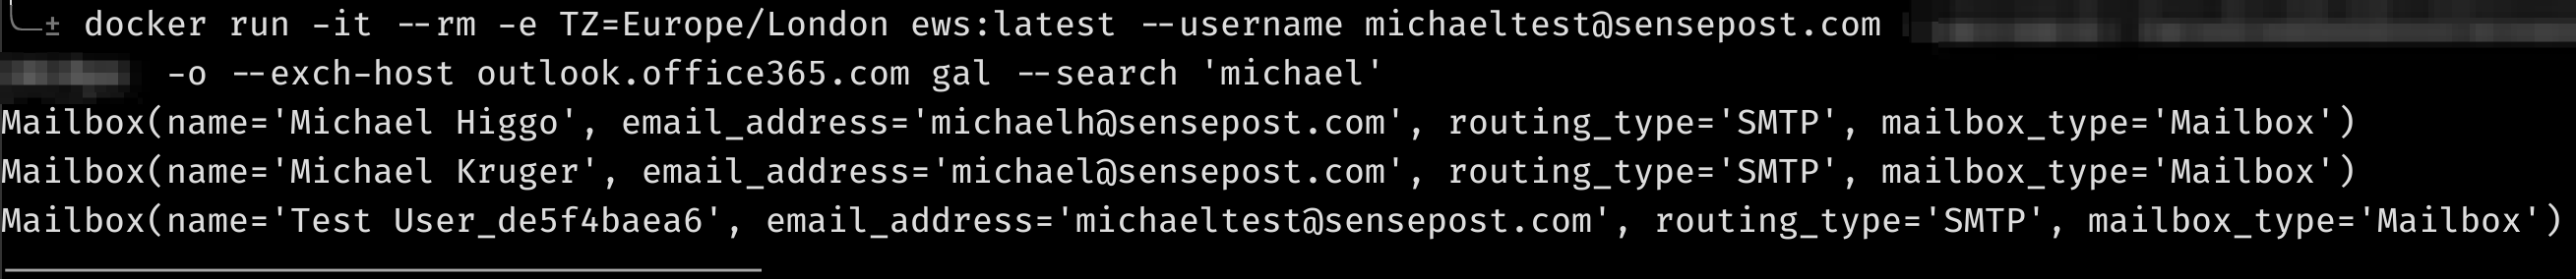 ± docker run -it --rm -e TZ=Europe/London ews:latest --username michaeltest@sensepost.com
-o --exch-host outlook.office365.com gal --search 'michael'
Mailbox(name='Michael Higgo', email_address='michaelh@sensepost.com', routing_type='SMTP', mailbox_type='Mailbox')
Mailbox(name='Michael Kruger', email_address='michael@sensepost.com', routing_type='SMTP', mailbox_type='Mailbox')
Mailbox(name='Test User_de5f4baea6', email_address='michaeltest@sensepost.com', routing_type='SMTP', mailbox_type='Mailbox')